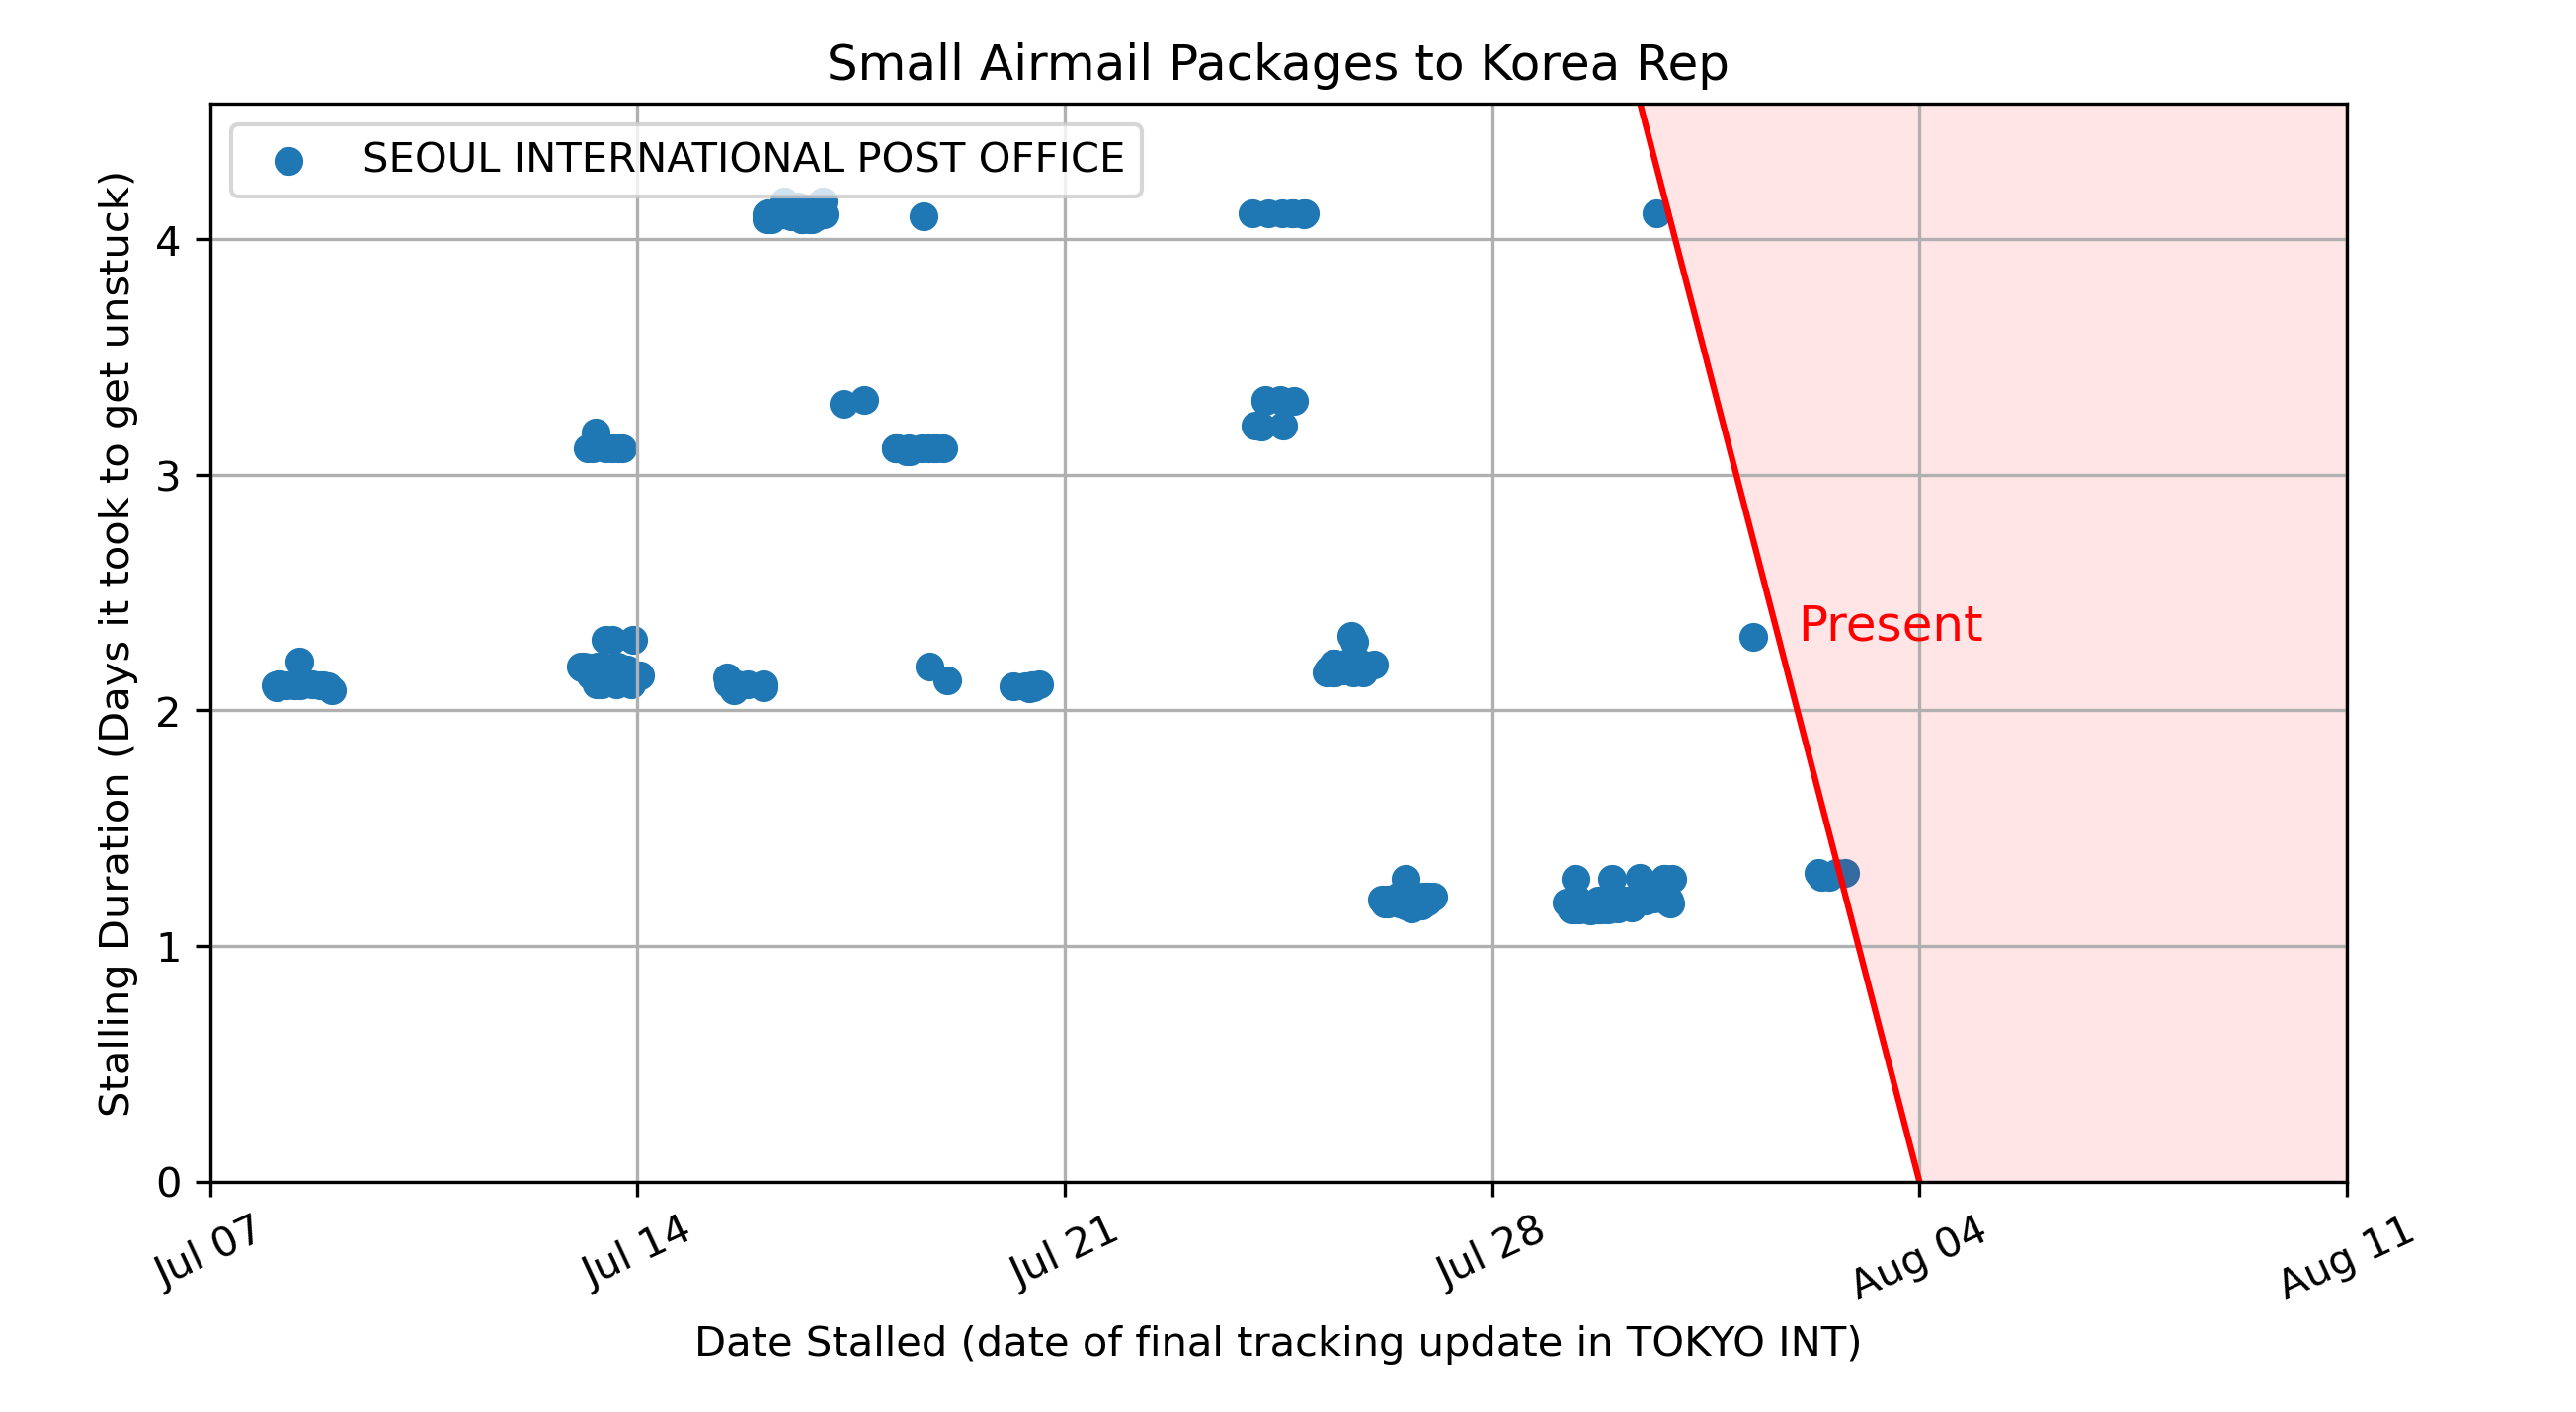 Small Airmail Packages to Korea Rep
SEOUL INTERNATIONAL POST OFFICE
Stalling Duration (Days it took to get unstuck)
4
3
2
1
0
Present
Jul 07
Jul 14
Jul 21
Jul 28
Aug 04
Aug 11
Date Stalled (date of final tracking update in TOKYO INT)